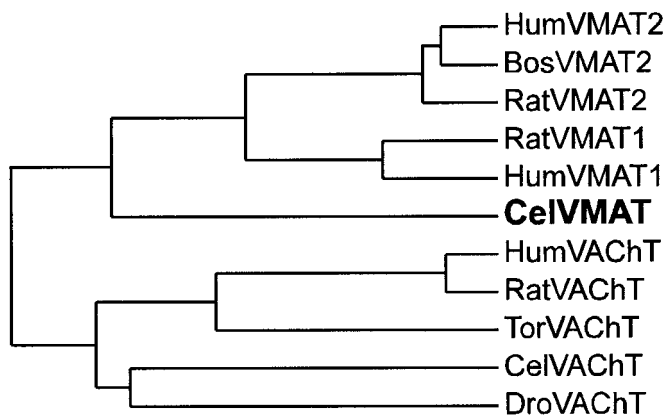 HumVMAT2
BosVMAT2
RatVMAT2
RatVMAT1
HumVMAT1
CelVMAT
HumVAChT
RatVAChT
TorVAChT
CelVAChT
DroVAChT